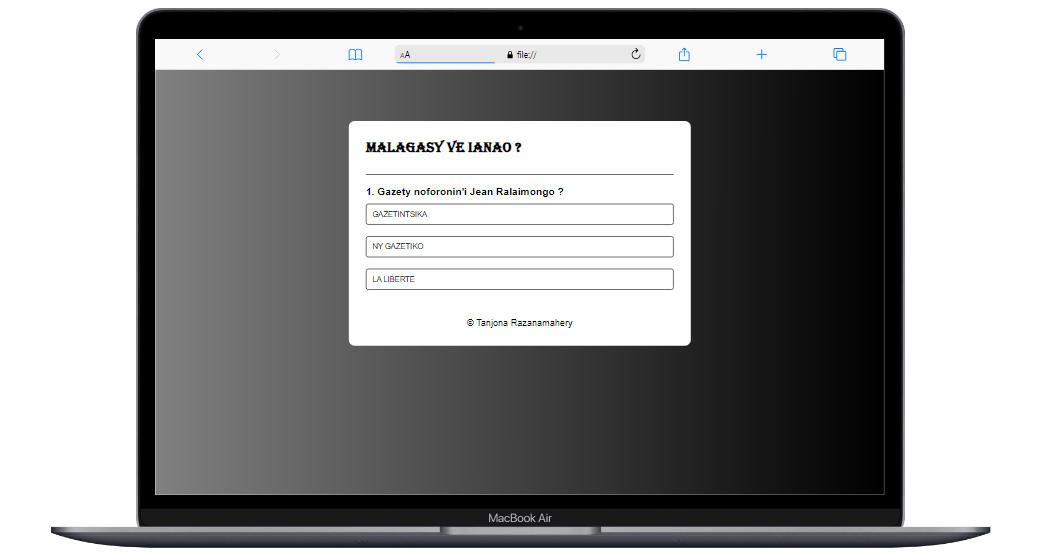 AA file://
MALAGASY VE IANAO ?
1. Gazety noforonin'i Jean Ralaimongo ?
GAZETINTSIKA
NY GAZETIKO
LA LIBERTE
© Tanjona Razanamahery
MacBook Air